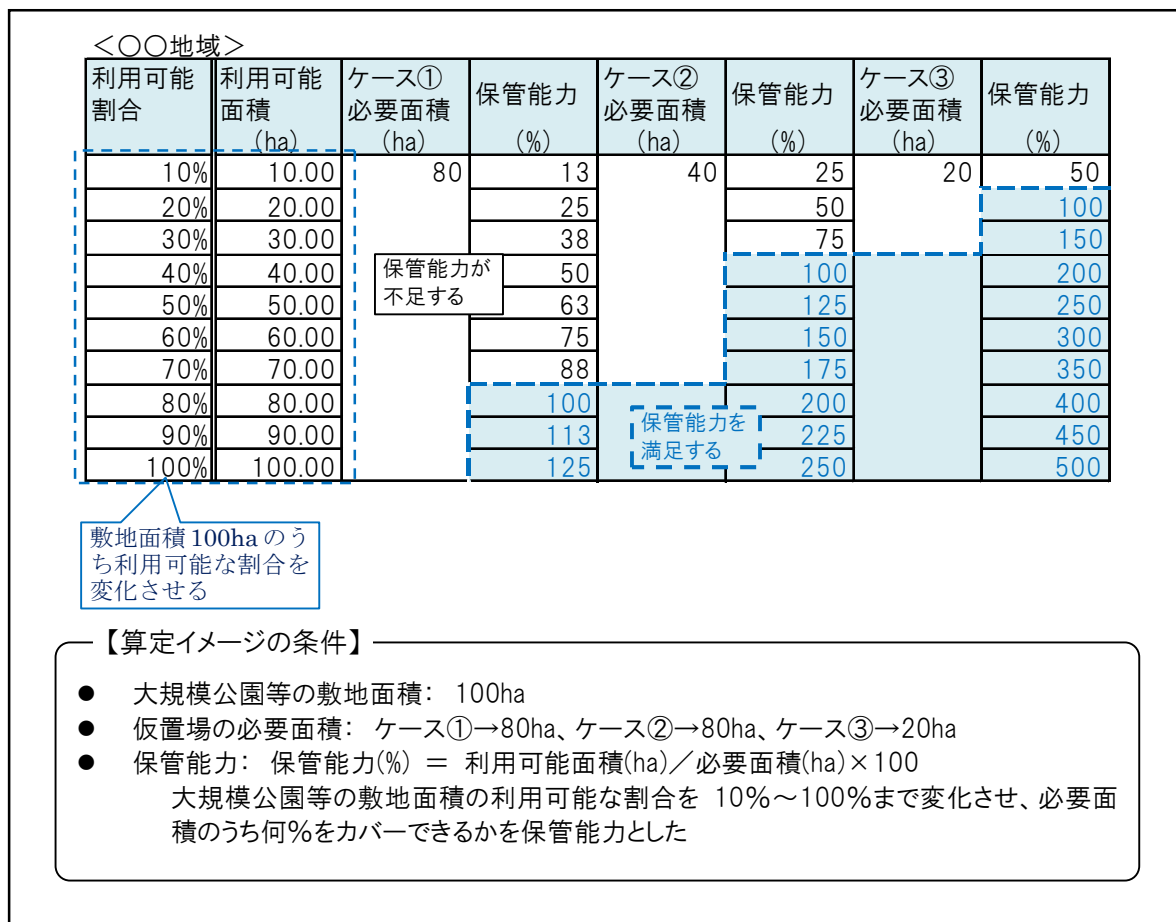 ＜○○地域＞
利用可能割合 (ha) 利用可能面積 (ha) ケース① 必要面積 (ha) 保管能力 (%) ケース② 必要面積 (ha) 保管能力 (%) ケース③ 必要面積 (ha) 保管能力 (%)
10% 10.00 80 13 40 25 20 50
20% 20.00 25 50 100
30% 30.00 38 75 150
40% 40.00 50 100 200
50% 50.00 63 125 250
60% 60.00 75 150 300
70% 70.00 88 175 350
80% 80.00 100 200 400
90% 90.00 113 225 450
100% 100.00 125 250 500
保管能力が
不足する
保管能力を
満足する
敷地面積100haのう
ち利用可能な割合を
変化させる
【算定イメージの条件】
● 大規模公園等の敷地面積： 100ha
● 仮置場の必要面積： ケース①→80ha、ケース②→80ha、ケース③→20ha
● 保管能力： 保管能力(%) ＝ 利用可能面積(ha)／必要面積(ha)×100
大規模公園等の敷地面積の利用可能な割合を 10%～100%まで変化させ、必要面
積のうち何%をカバーできるかを保管能力とした